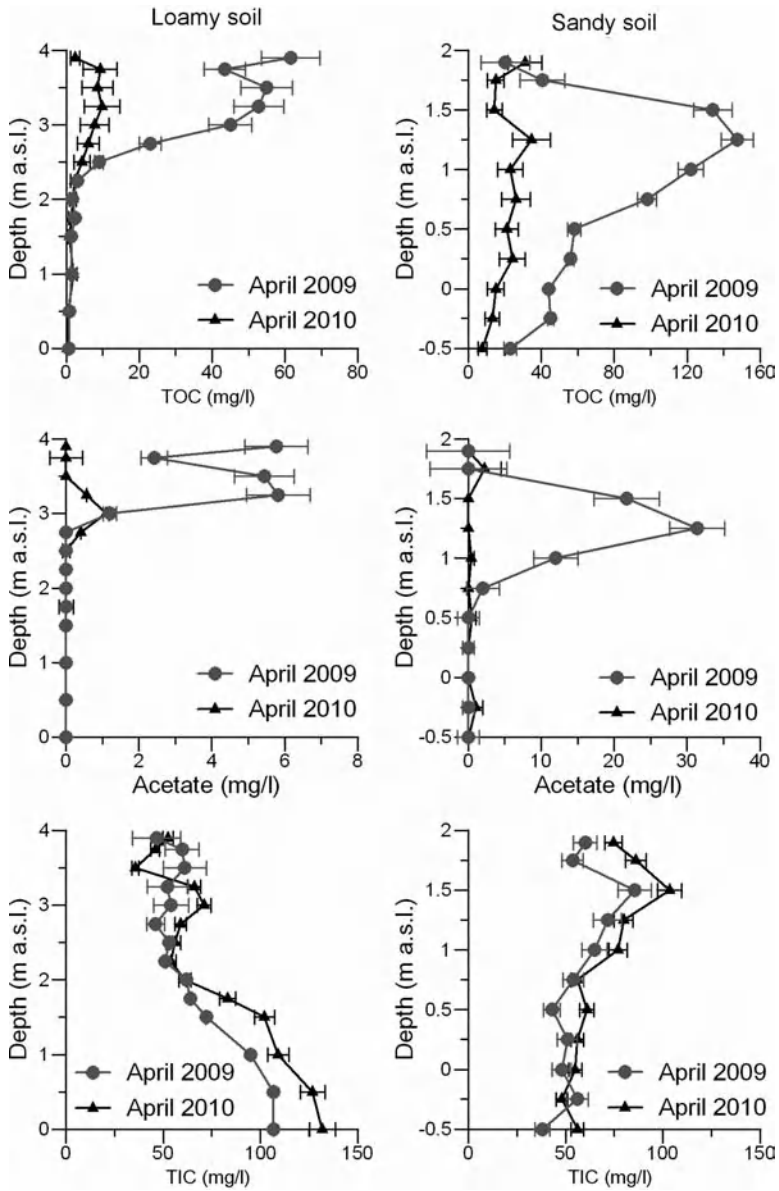 Loamy soil
Sandy soil
4
3
2
1
0
Depth (m a.s.l.)
April 2009
April 2010
0 20 40 60 80
TOC (mg/l)
2
1.5
1
0.5
0
-0.5
Depth (m a.s.l.)
April 2009
April 2010
0 40 80 120 160
TOC (mg/l)
4
3
2
1
0
Depth (m a.s.l.)
April 2009
April 2010
0 2 4 6 8
Acetate (mg/l)
2
1.5
1
0.5
0
-0.5
Depth (m a.s.l.)
April 2009
April 2010
0 10 20 30 40
Acetate (mg/l)
4
3
2
1
0
Depth (m a.s.l.)
April 2009
April 2010
0 50 100 150
TIC (mg/l)
2
1.5
1
0.5
0
-0.5
Depth (m a.s.l.)
April 2009
April 2010
0 50 100 150
TIC (mg/l)